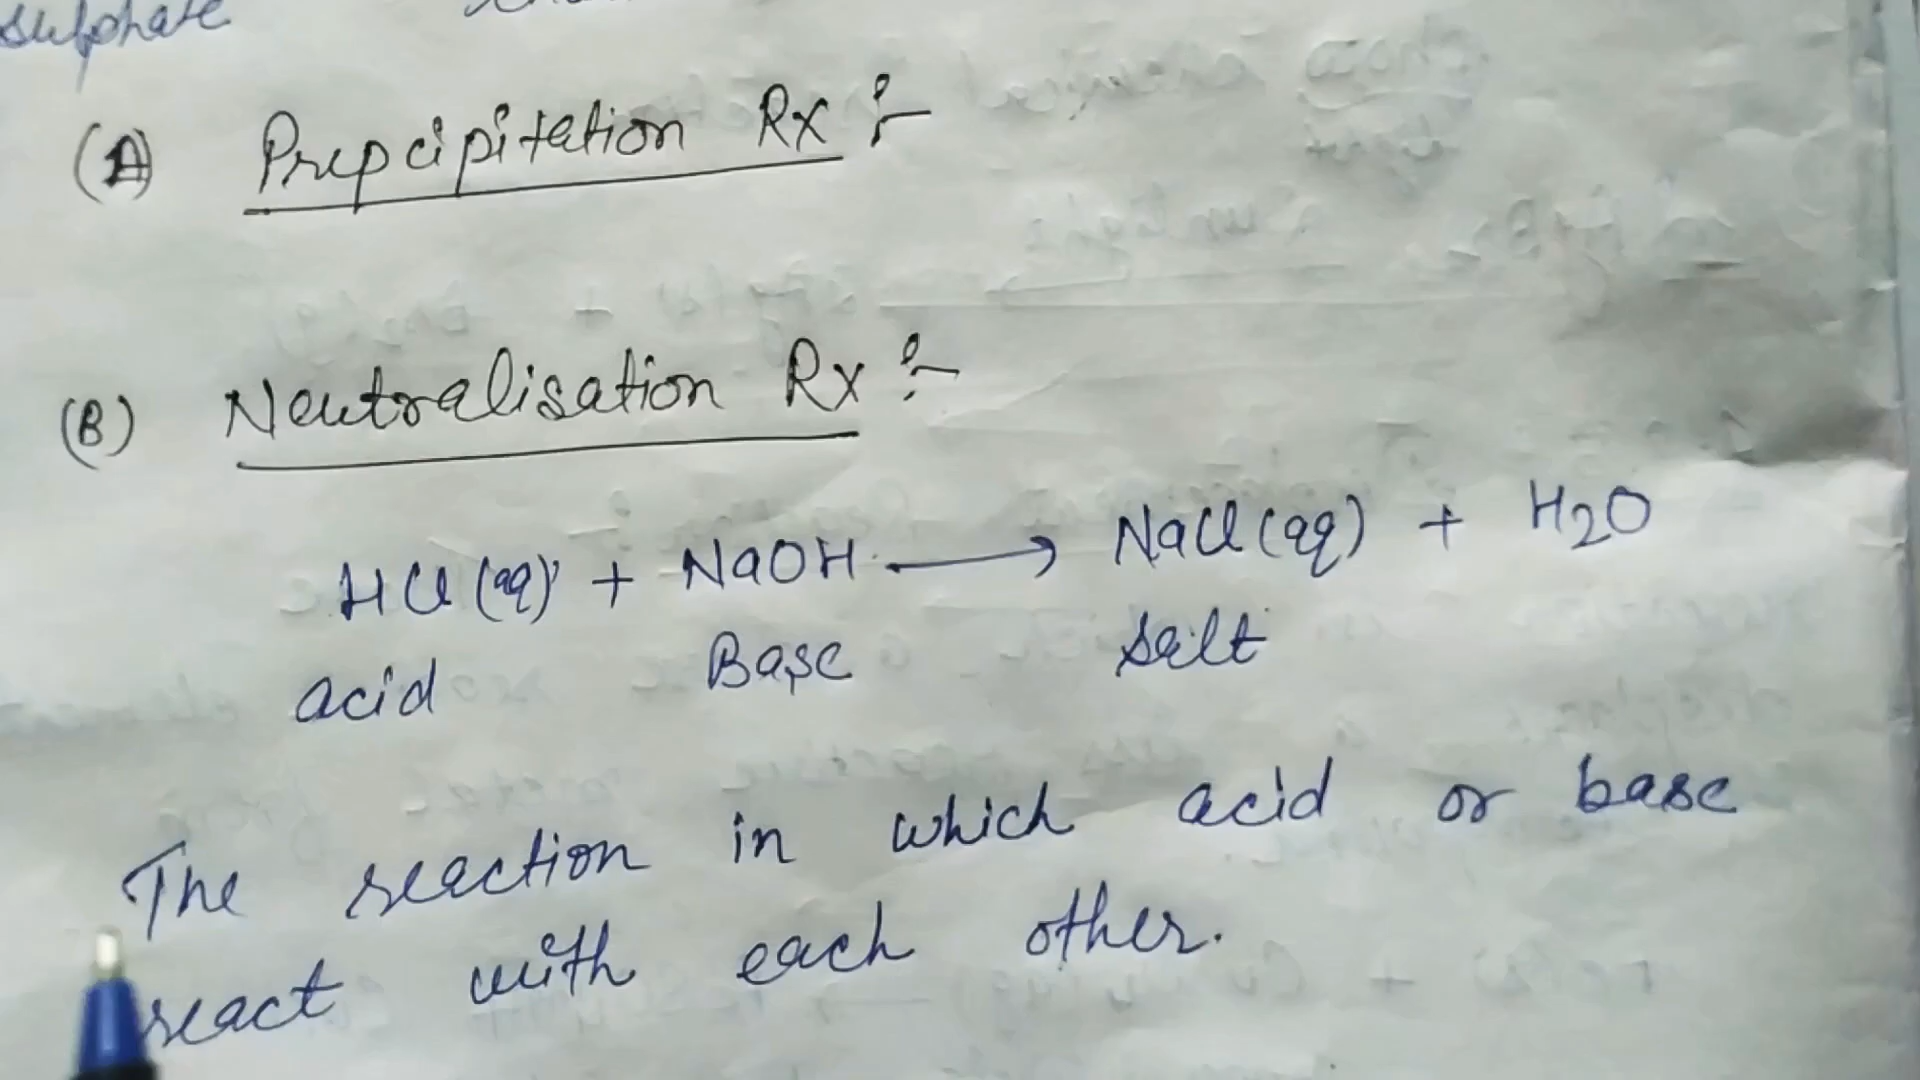 sulphate
(A) Prepcipitation Rx :-
(B) Neutralisation Rx :-
HCl (aq) + NaOH ⟶ NaCl (aq) + H2O
acid Base Salt
The reaction in which acid or base
react with each other.